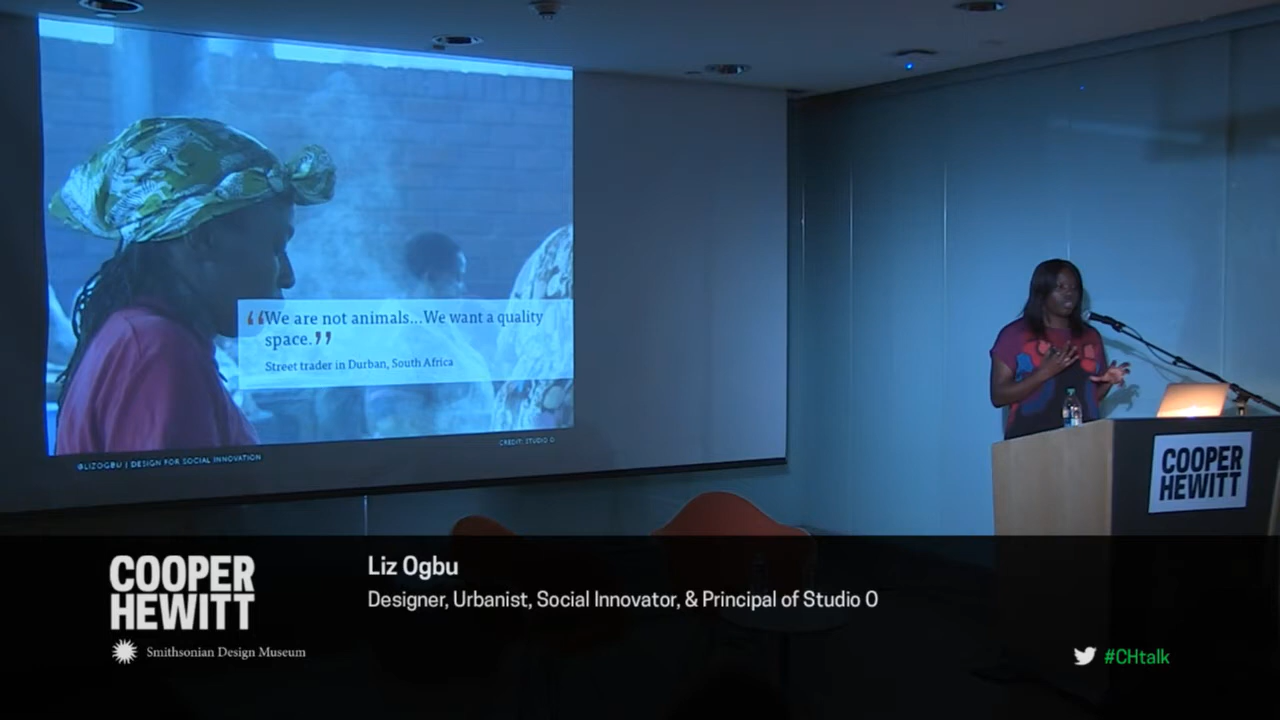 “We are not animals...We want a quality
space.”
Street trader in Durban, South Africa
CREDIT: STUDIO O
@LIZOGBU | DESIGN FOR SOCIAL INNOVATION
COOPER
HEWITT
COOPER
HEWITT
Smithsonian Design Museum
Liz Ogbu
Designer, Urbanist, Social Innovator, & Principal of Studio O
#CHtalk